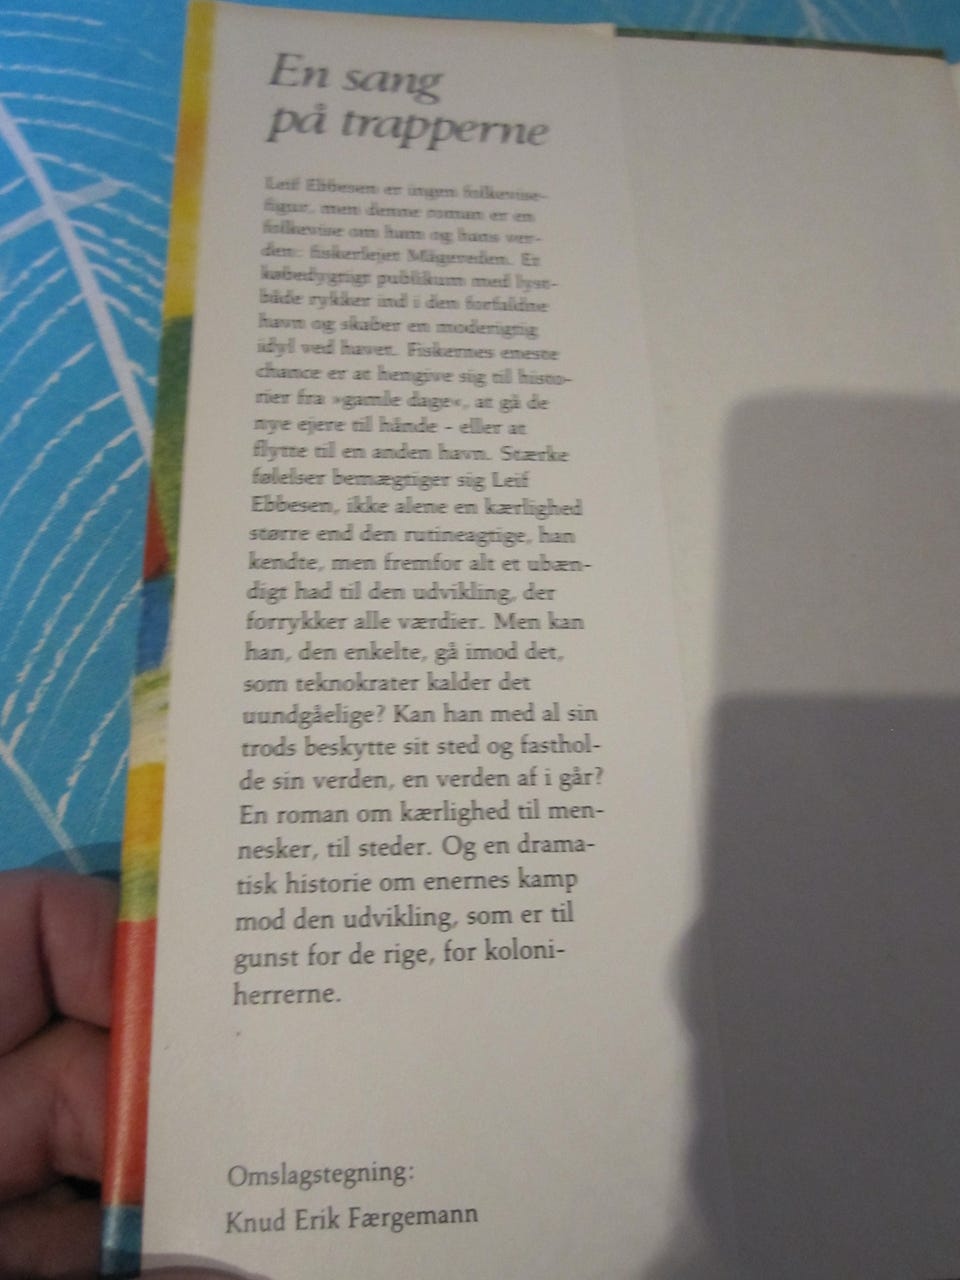 En sang
på trapperne
Leif Ebbesen er ingen folkevise-
figur, men denne roman er en
folkevise om ham og hans ver-
den: fiskerlejet Mågereden. Et
købedygtigt publikum med lyst-
både rykker ind i den forfaldne
havn og skaber en moderigtig
idyl ved havet. Fiskernes eneste
chance er at hengive sig til histo-
rier fra »gamle dage«, at gå de
nye ejere til hånde – eller at
flytte til en anden havn. Stærke
følelser bemægtiger sig Leif
Ebbesen, ikke alene en kærlighed
større end den rutineagtige, han
kendte, men fremfor alt et ubæn-
digt had til den udvikling, der
forrykker alle værdier. Men kan
han, den enkelte, gå imod det,
som teknokrater kalder det
uundgåelige? Kan han med al sin
trods beskytte sit sted og fasthol-
de sin verden, en verden af i går?
En roman om kærlighed til men-
nesker, til steder. Og en drama-
tisk historie om enernes kamp
mod den udvikling, som er til
gunst for de rige, for koloni-
herrerne.
Omslagstegning:
Knud Erik Færgemann